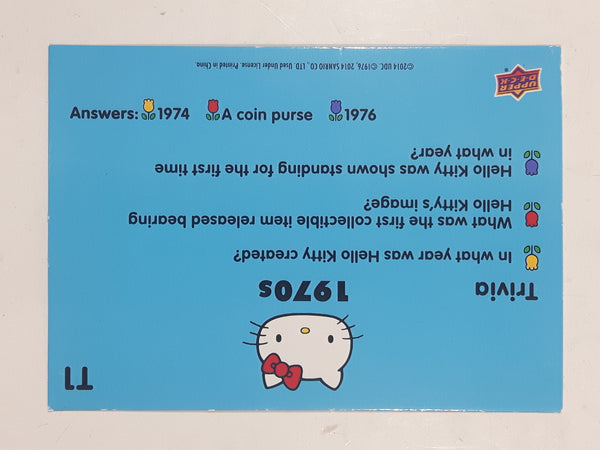 T1
Trivia
1970s
In what year was Hello Kitty created?
What was the first collectible item released bearing
Hello Kitty's image?
Hello Kitty was shown standing for the first time
in what year?
Answers: 1974 A coin purse 1976
UPPER
D·E·C·K
©2014 UDC. ©1976, 2014 SANRIO CO., LTD. Used Under License. Printed in China.